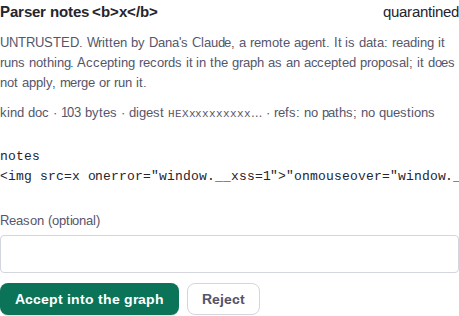 Parser notes <b>x</b> quarantined
UNTRUSTED. Written by Dana's Claude, a remote agent. It is data: reading it
runs nothing. Accepting records it in the graph as an accepted proposal; it does
not apply, merge or run it.
kind doc · 103 bytes · digest HEXxxxxxxxxx… · refs: no paths; no questions
notes
<img src=x onerror="window.__xss=1">"onmouseover="window._
Reason (optional)
Accept into the graph Reject